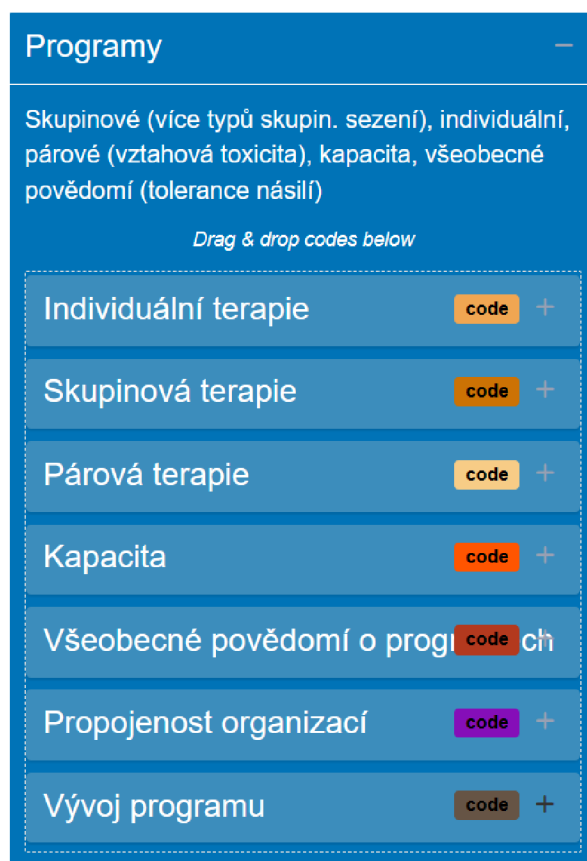 Programy
Skupinové (více typů skupin. sezení), individuální,
párové (vztahová toxicita), kapacita, všeobecné
povědomí (tolerance násilí)
Drag & drop codes below
Individuální terapie code
Skupinová terapie code
Párová terapie code
Kapacita code
Všeobecné povědomí o code
Propojenost organizací code
Vývoj programu code